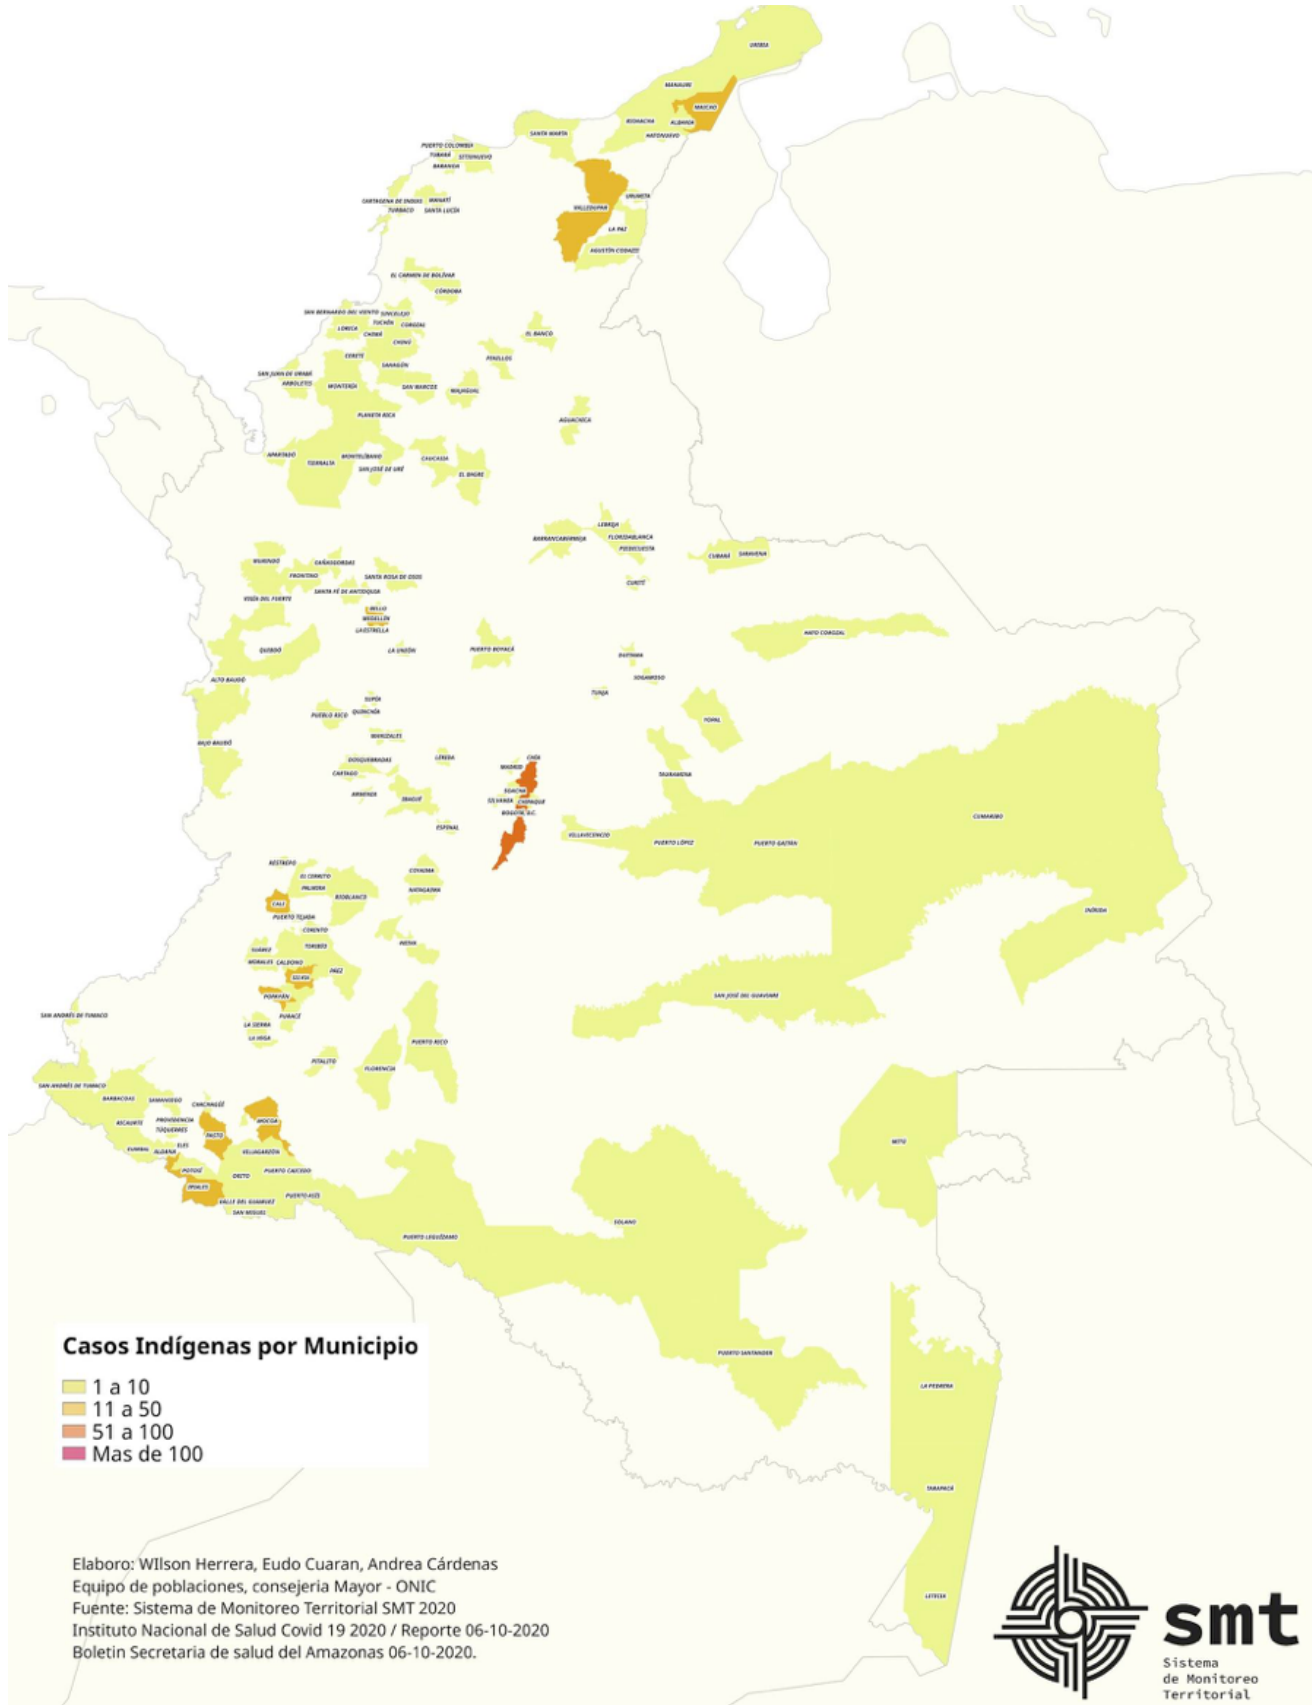 URIBIA
MANAURE
MAICAO
RIOHACHA
ALBANIA
HATONUEVO
SANTA MARTA
PUERTO COLOMBIA
TUBARÁ
SITIONUEVO
BARANOA
CARTAGENA DE INDIAS
MANATÍ
TURBACO
SANTA LUCÍA
URUMITA
VALLEDUPAR
LA PAZ
AGUSTÍN CODAZZI
EL CARMEN DE BOLÍVAR
CÓRDOBA
SAN BERNARDO DEL VIENTO
SINCELEJO
TUCHÍN
COROZAL
LORICA
CHIMÁ
CHINÚ
EL BANCO
CERETÉ
PINILLOS
SAHAGÚN
SAN JUAN DE URABÁ
ARBOLETES
MONTERÍA
SAN MARCOS
MAJAGUAL
PLANETA RICA
AGUACHICA
APARTADÓ
TIERRALTA
MONTELÍBANO
SAN JOSÉ DE URÉ
CAUCASIA
EL BAGRE
LEBRIJA
BARRANCABERMEJA
FLORIDABLANCA
PIEDECUESTA
CUBARÁ
SARAVENA
CURITÍ
MURINDÓ
CAÑASGORDAS
FRONTINO
SANTA ROSA DE OSOS
SANTA FÉ DE ANTIOQUIA
VIGÍA DEL FUERTE
BELLO
MEDELLÍN
LA ESTRELLA
HATO COROZAL
QUIBDÓ
LA UNIÓN
PUERTO BOYACÁ
DUITAMA
SOGAMOSO
ALTO BAUDÓ
TUNJA
SUPÍA
PUEBLO RICO
QUINCHÍA
YOPAL
MANIZALES
BAJO BAUDÓ
DOSQUEBRADAS
LÉRIDA
CHÍA
MADRID
CARTAGO
TAURAMENA
SOACHA
ARMENIA
IBAGUÉ
SILVANIA
CHIPAQUE
BOGOTÁ, D.C.
CUMARIBO
ESPINAL
VILLAVICENCIO
PUERTO LÓPEZ
PUERTO GAITÁN
RESTREPO
EL CERRITO
COYAIMA
PALMIRA
NATAGAIMA
RIOBLANCO
CALI
INÍRIDA
PUERTO TEJADA
CORINTO
SUÁREZ
TORIBÍO
NEIVA
MORALES
CALDONO
PÁEZ
SILVIA
POPAYÁN
SAN JOSÉ DEL GUAVIARE
SAN ANDRÉS DE TUMACO
PURACÉ
LA SIERRA
LA VEGA
PUERTO RICO
PITALITO
FLORENCIA
SAN ANDRÉS DE TUMACO
BARBACOAS
SAMANIEGO
CHACHAGÜÍ
RICAURTE
PROVIDENCIA
TÚQUERRES
PASTO
MOCOA
MITÚ
CUMBAL
ALDANA
ILES
VILLAGARZÓN
POTOSÍ
ORITO
PUERTO CAICEDO
IPIALES
VALLE DEL GUAMUEZ
PUERTO ASÍS
SAN MIGUEL
SOLANO
PUERTO LEGUÍZAMO
PUERTO SANTANDER
LA PEDRERA
TARAPACÁ
LETICIA
Casos Indígenas por Municipio
1 a 10
11 a 50
51 a 100
Mas de 100
Elaboro: WIlson Herrera, Eudo Cuaran, Andrea Cárdenas
Equipo de poblaciones, consejeria Mayor - ONIC
Fuente: Sistema de Monitoreo Territorial SMT 2020
Instituto Nacional de Salud Covid 19 2020 / Reporte 06-10-2020
Boletin Secretaria de salud del Amazonas 06-10-2020.
smt
Sistema
de Monitoreo
Territorial